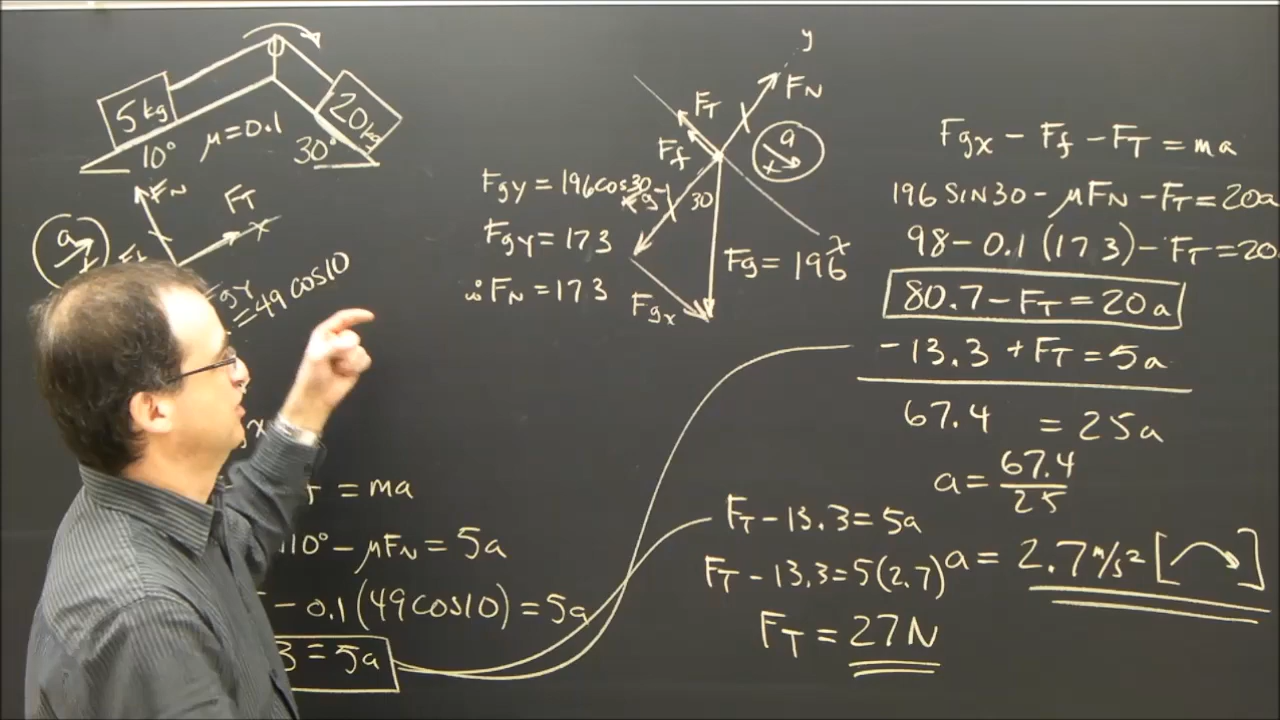 5kg
20kg
10° μ=0.1 30°
FN
FT
a
Fgy
=49 cos10
= ma
10° - μFN = 5a
- 0.1(49cos10) = 5a
3 = 5a
y
FN
FT
Ff
a
x
Fgy = 196cos30
30
Fgy = 173
x
Fg = 196
∴ FN = 173
Fgx
Fgx - Ff - FT = ma
196 SIN30 - μFN - FT = 20a
98 - 0.1(173) - FT = 20
80.7 - FT = 20a
-13.3 + FT = 5a
67.4 = 25a
a = 67.4
25
a = 2.7 m/s² [ ]
FT - 13.3 = 5a
FT - 13.3 = 5(2.7)
FT = 27N